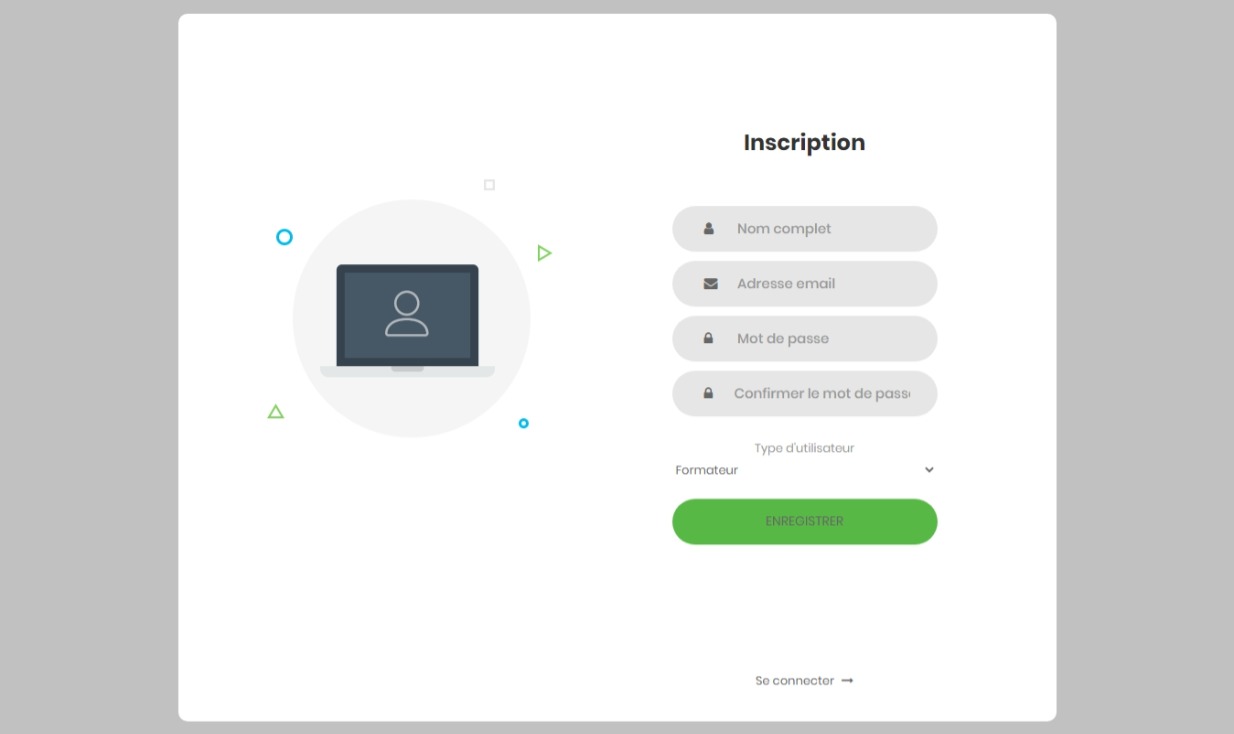 Inscription
Nom complet
Adresse email
Mot de passe
Confirmer le mot de pass
Type d'utilisateur
Formateur
ENREGISTRER
Se connecter